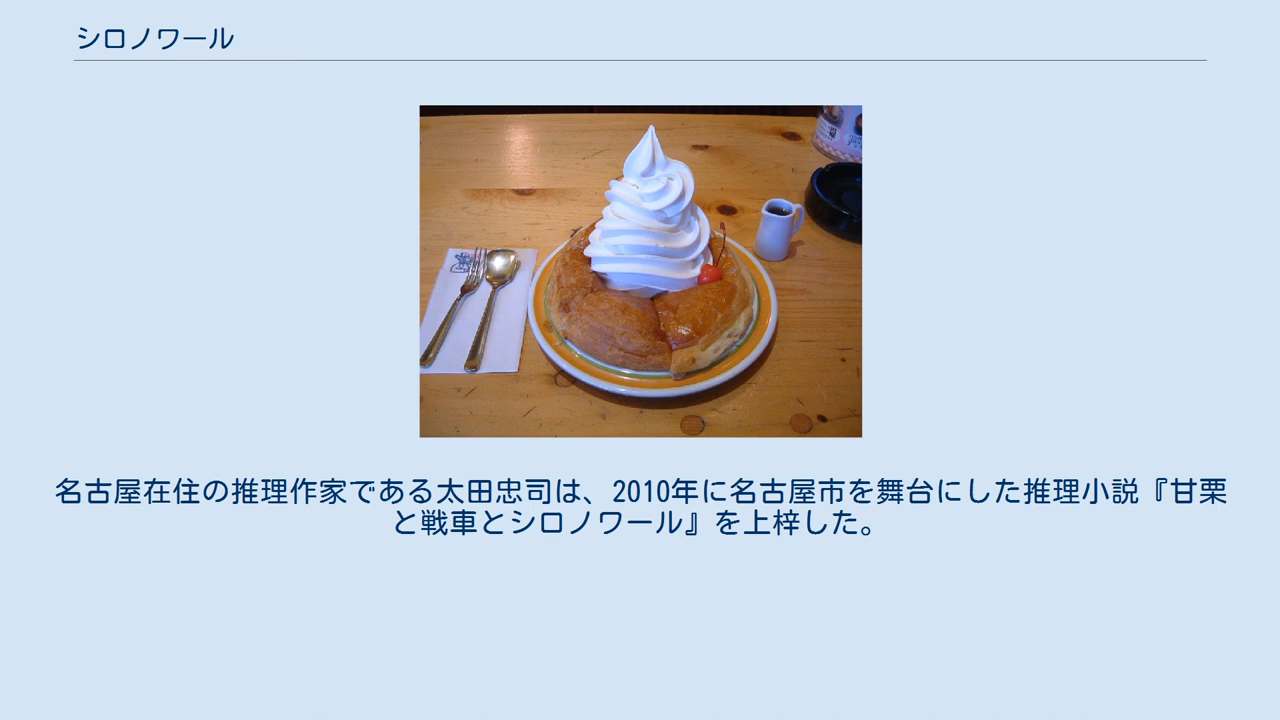 シロノワール
名古屋在住の推理作家である太田忠司は、2010年に名古屋市を舞台にした推理小説『甘栗
と戦車とシロノワール』を上梓した。